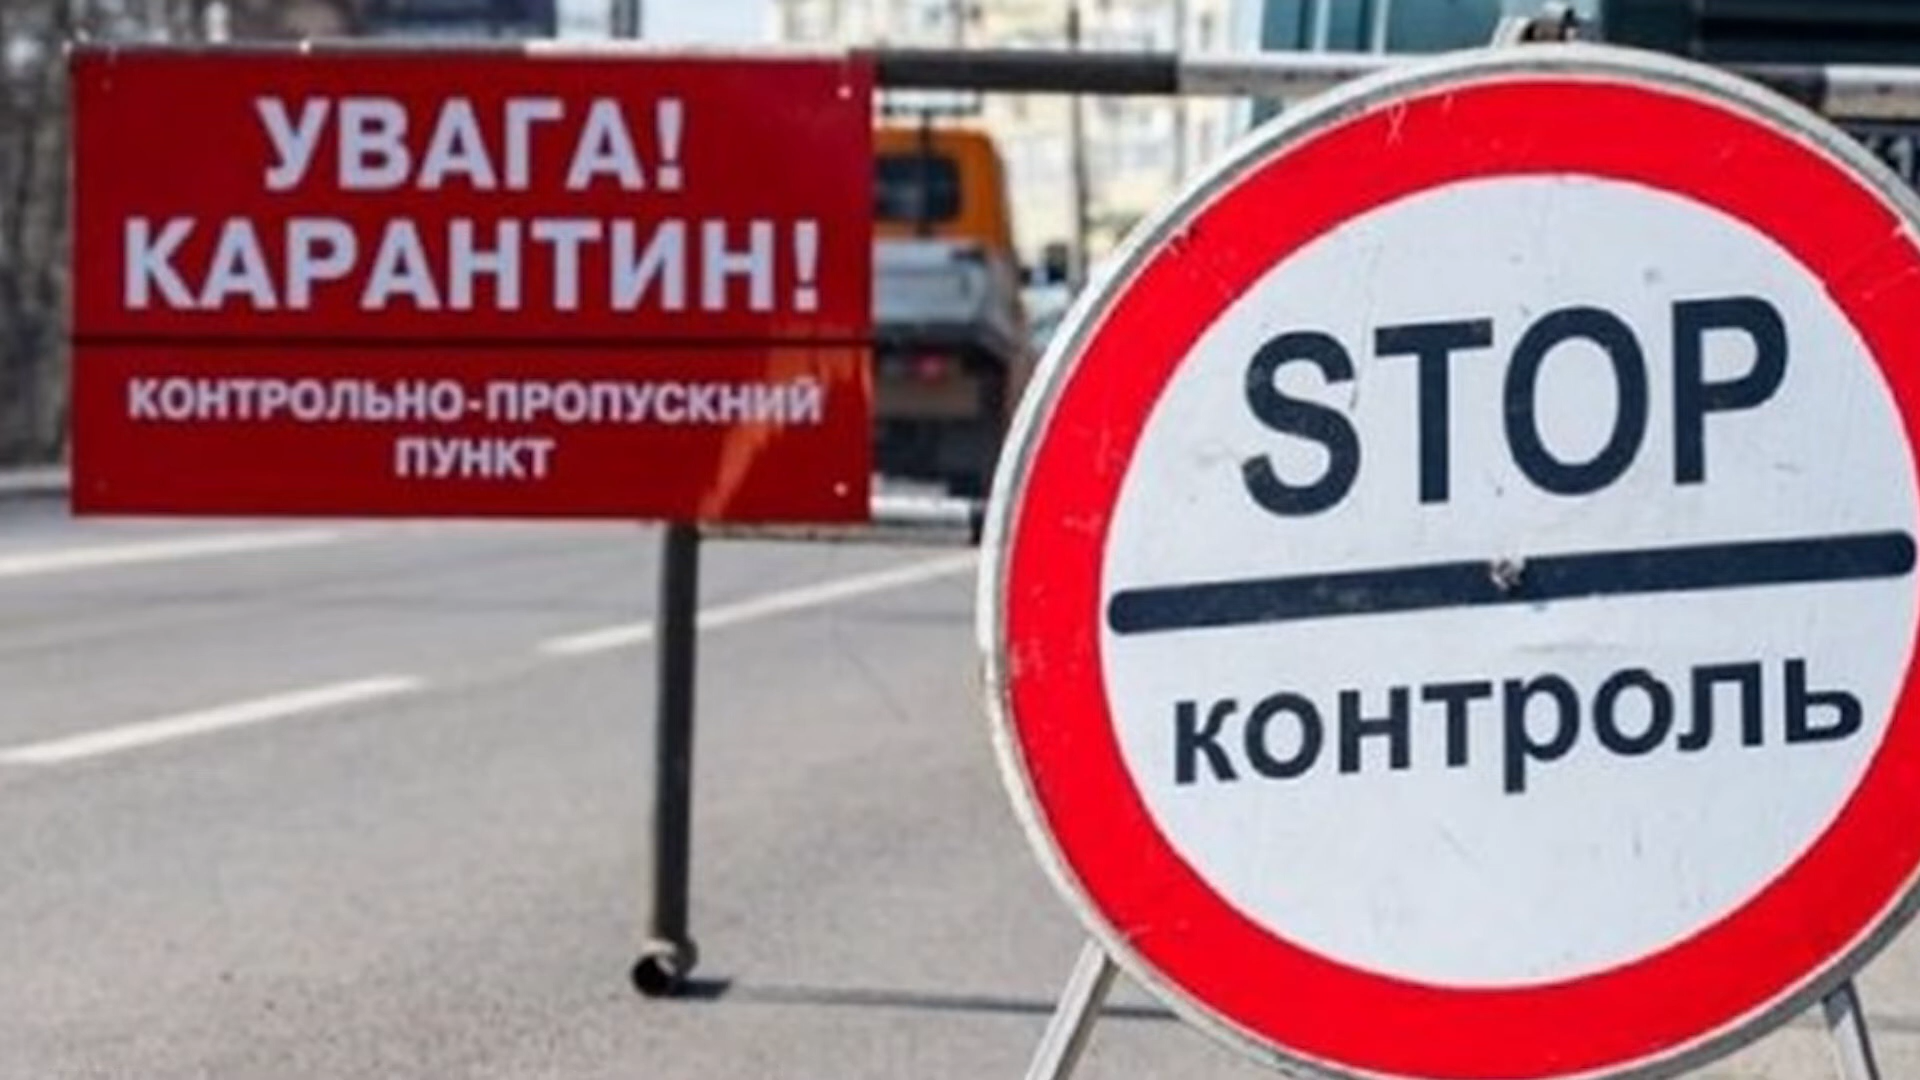 УВАГА!
КАРАНТИН!
КОНТРОЛЬНО-ПРОПУСКНИЙ
ПУНКТ
STOP
контроль